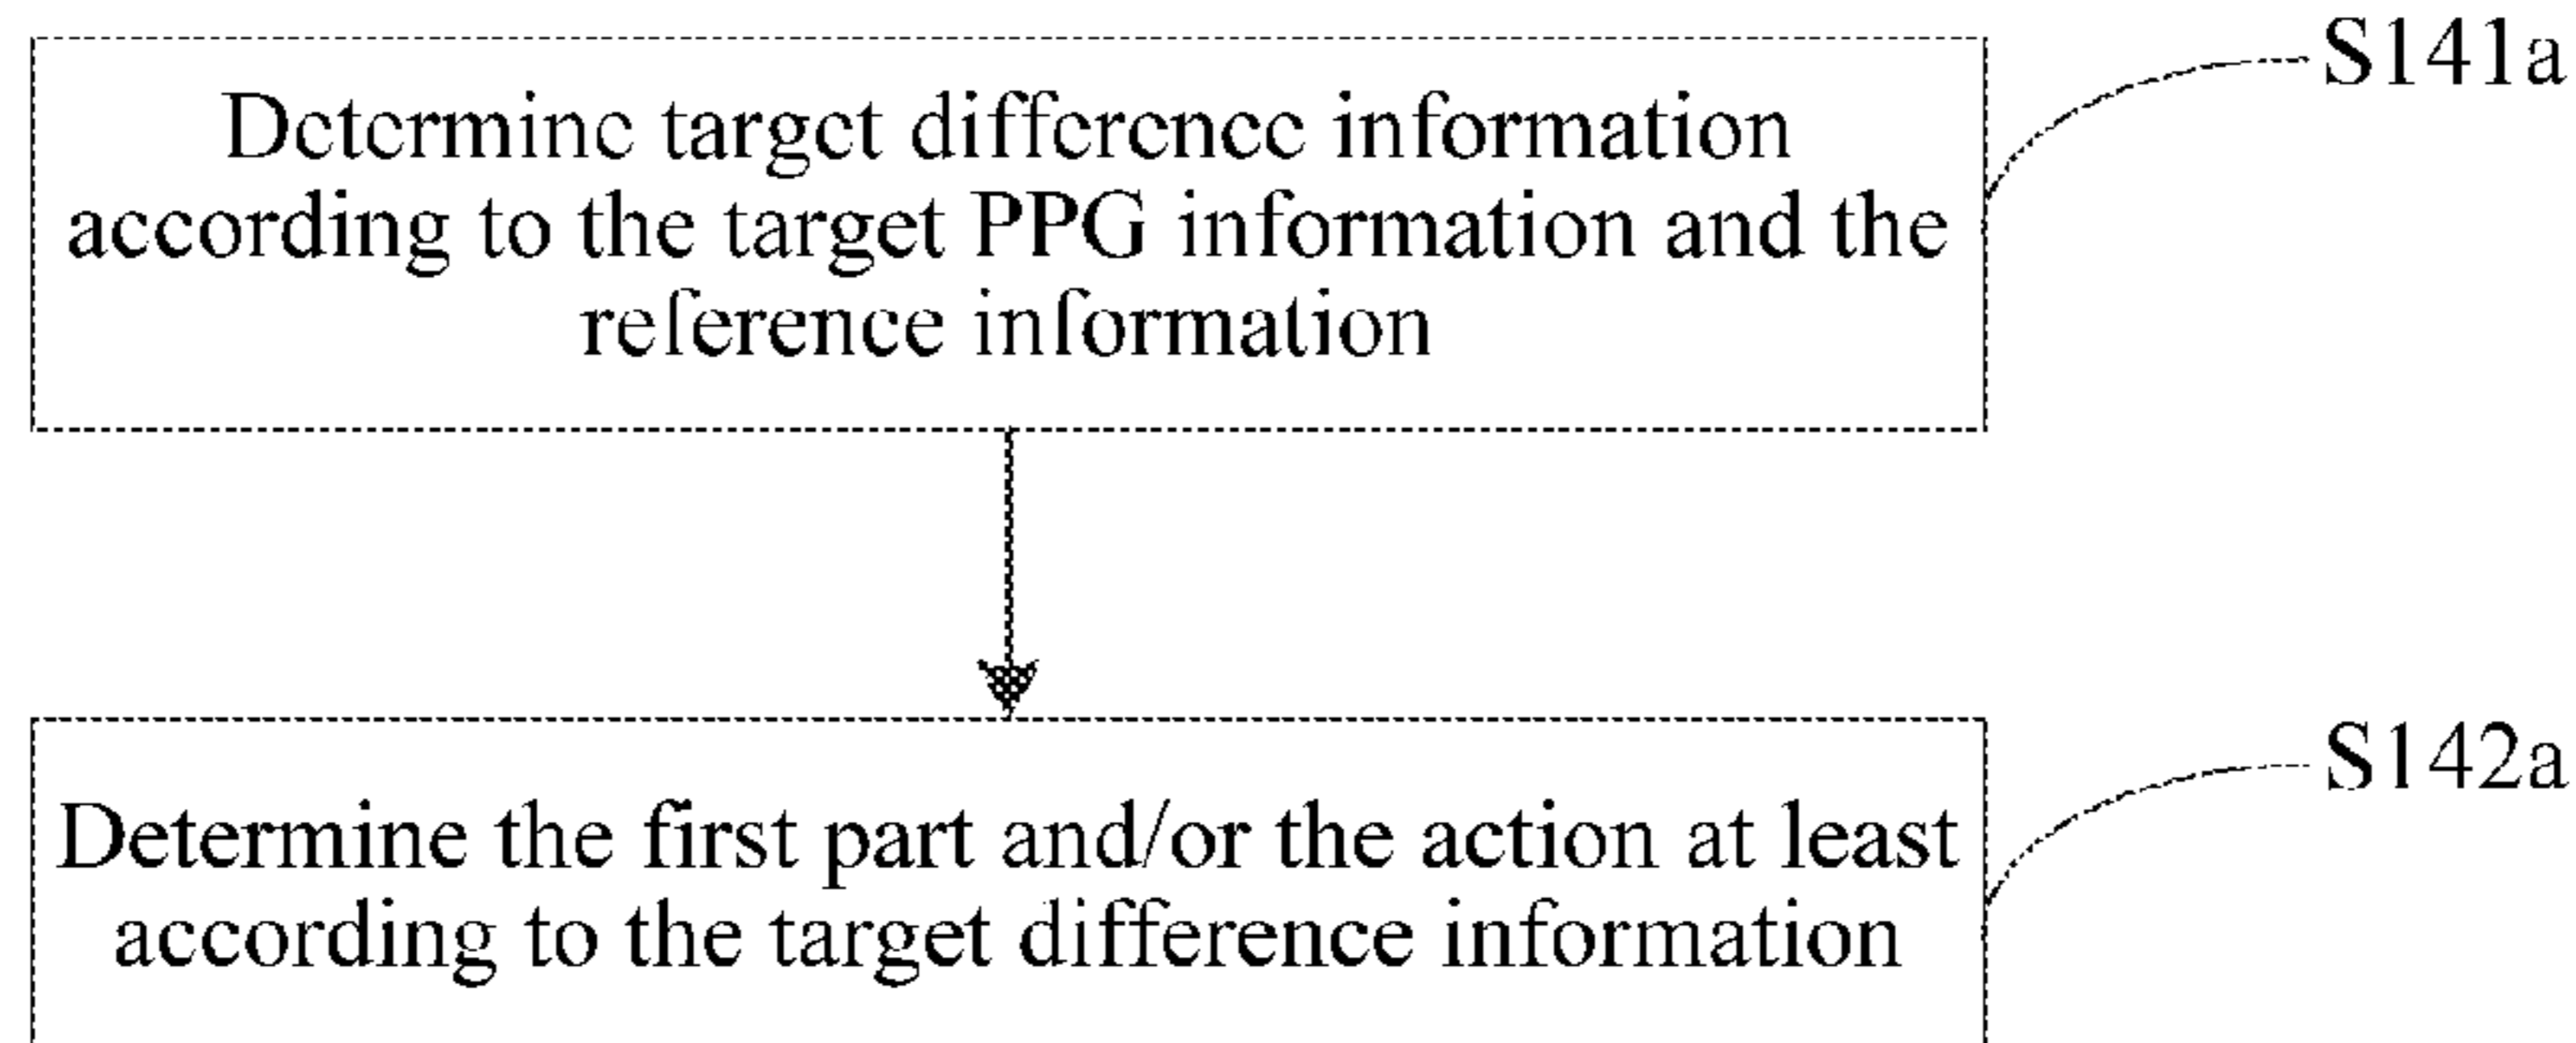 S141a
Determine target difference information
according to the target PPG information and the
reference information
S142a
Determine the first part and/or the action at least
according to the target difference information